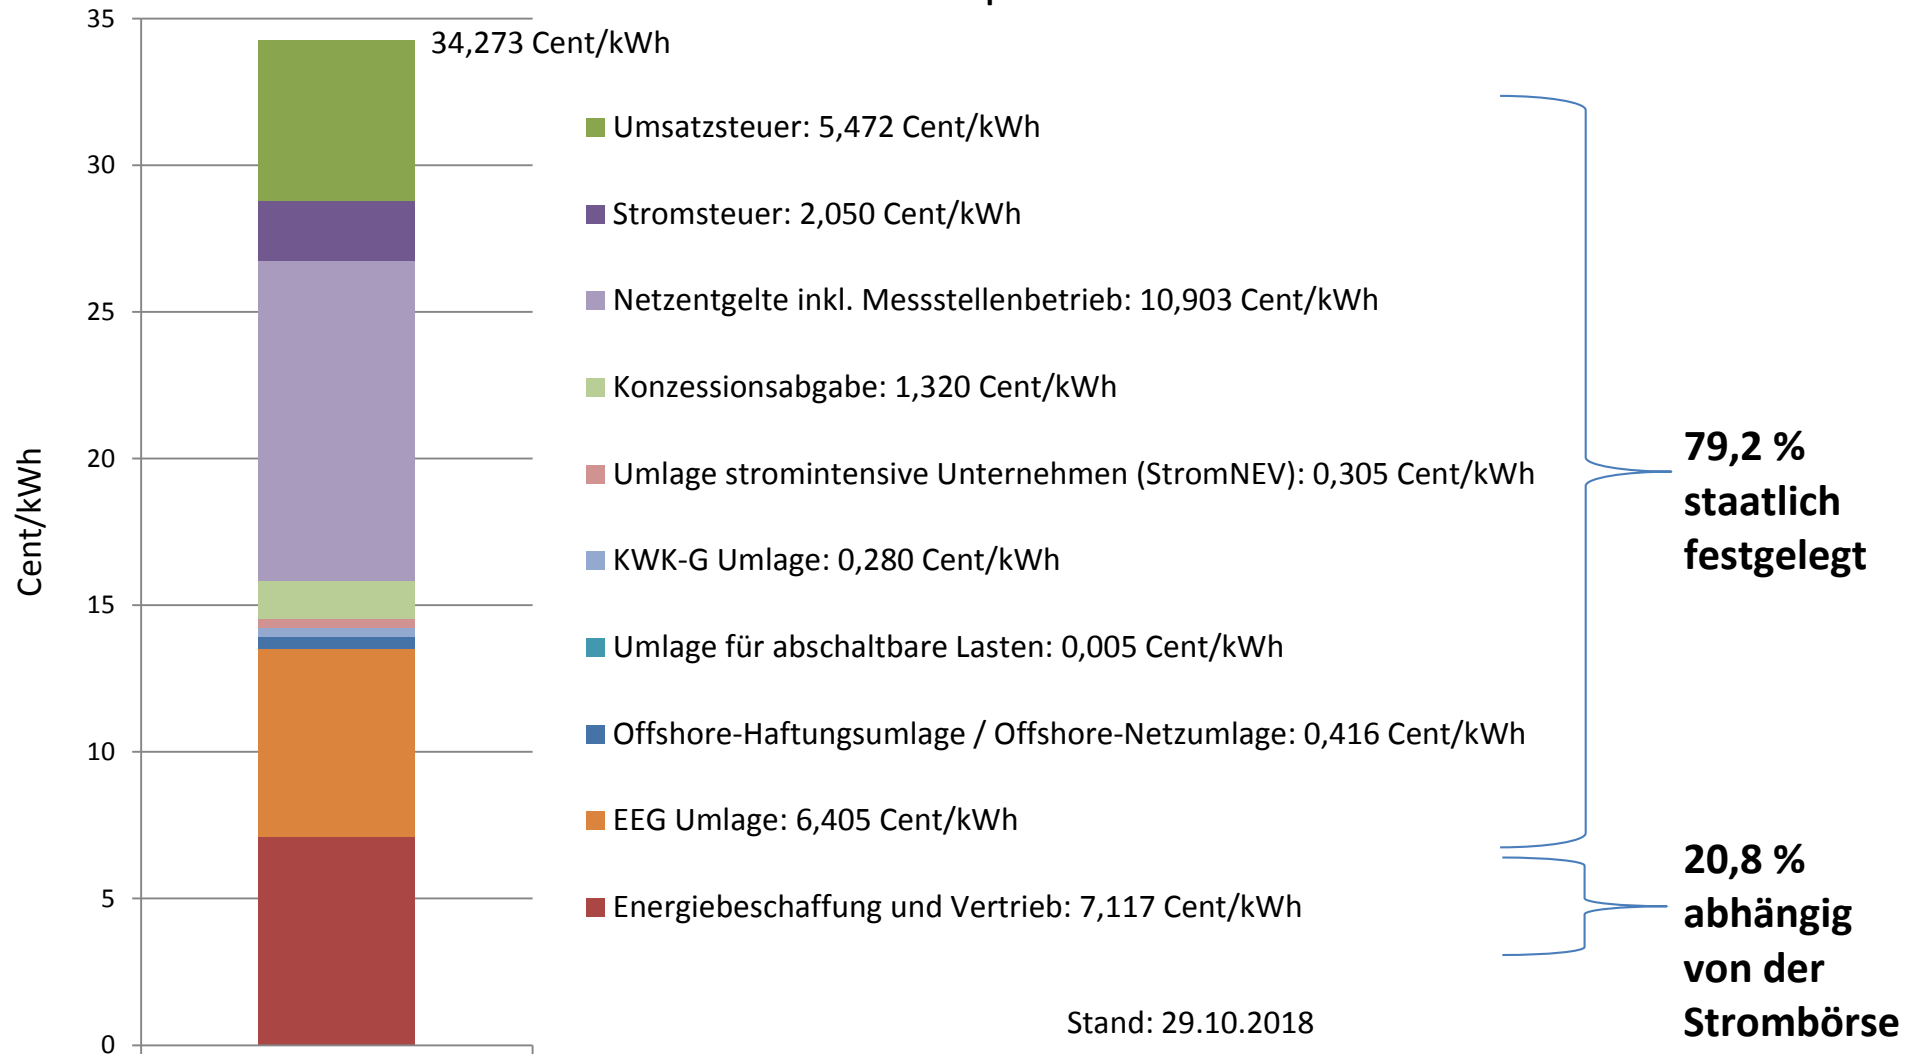 35
34,273 Cent/kWh
Umsatzsteuer: 5,472 Cent/kWh
30
Stromsteuer: 2,050 Cent/kWh
Netzentgelte inkl. Messstellenbetrieb: 10,903 Cent/kWh
25
Konzessionsabgabe: 1,320 Cent/kWh
20
Umlage stromintensive Unternehmen (StromNEV): 0,305 Cent/kWh
79,2 %
staatlich
festgelegt
Cent/kWh
KWK-G Umlage: 0,280 Cent/kWh
15
Umlage für abschaltbare Lasten: 0,005 Cent/kWh
Offshore-Haftungsumlage / Offshore-Netzumlage: 0,416 Cent/kWh
10
EEG Umlage: 6,405 Cent/kWh
5
Energiebeschaffung und Vertrieb: 7,117 Cent/kWh
20,8 %
abhängig
von der
Strombörse
Stand: 29.10.2018
0